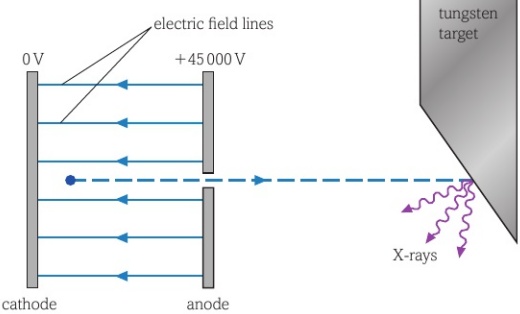 tungsten
target
electric field lines
0 V
+45 000 V
X-rays
cathode
anode